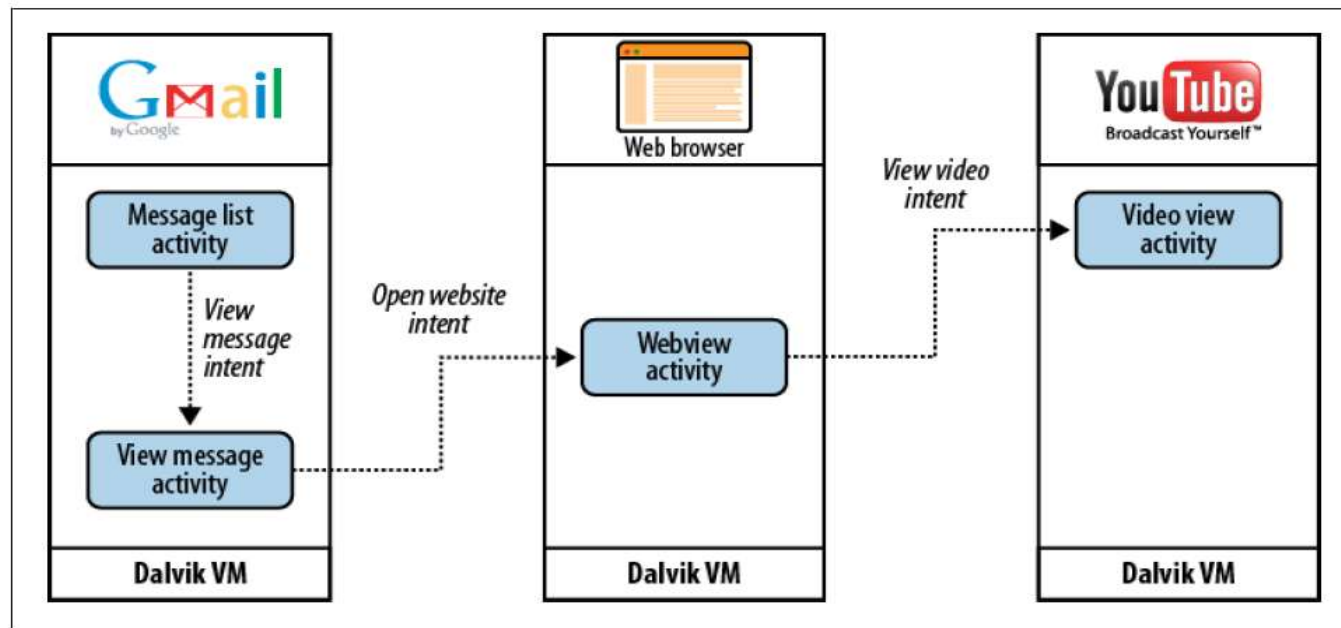 Gmail
by Google
Message list
activity
View
message
intent
View message
activity
Dalvik VM
Open website
intent
Web browser
Webview
activity
Dalvik VM
View video
intent
YouTube
Broadcast Yourself™
Video view
activity
Dalvik VM